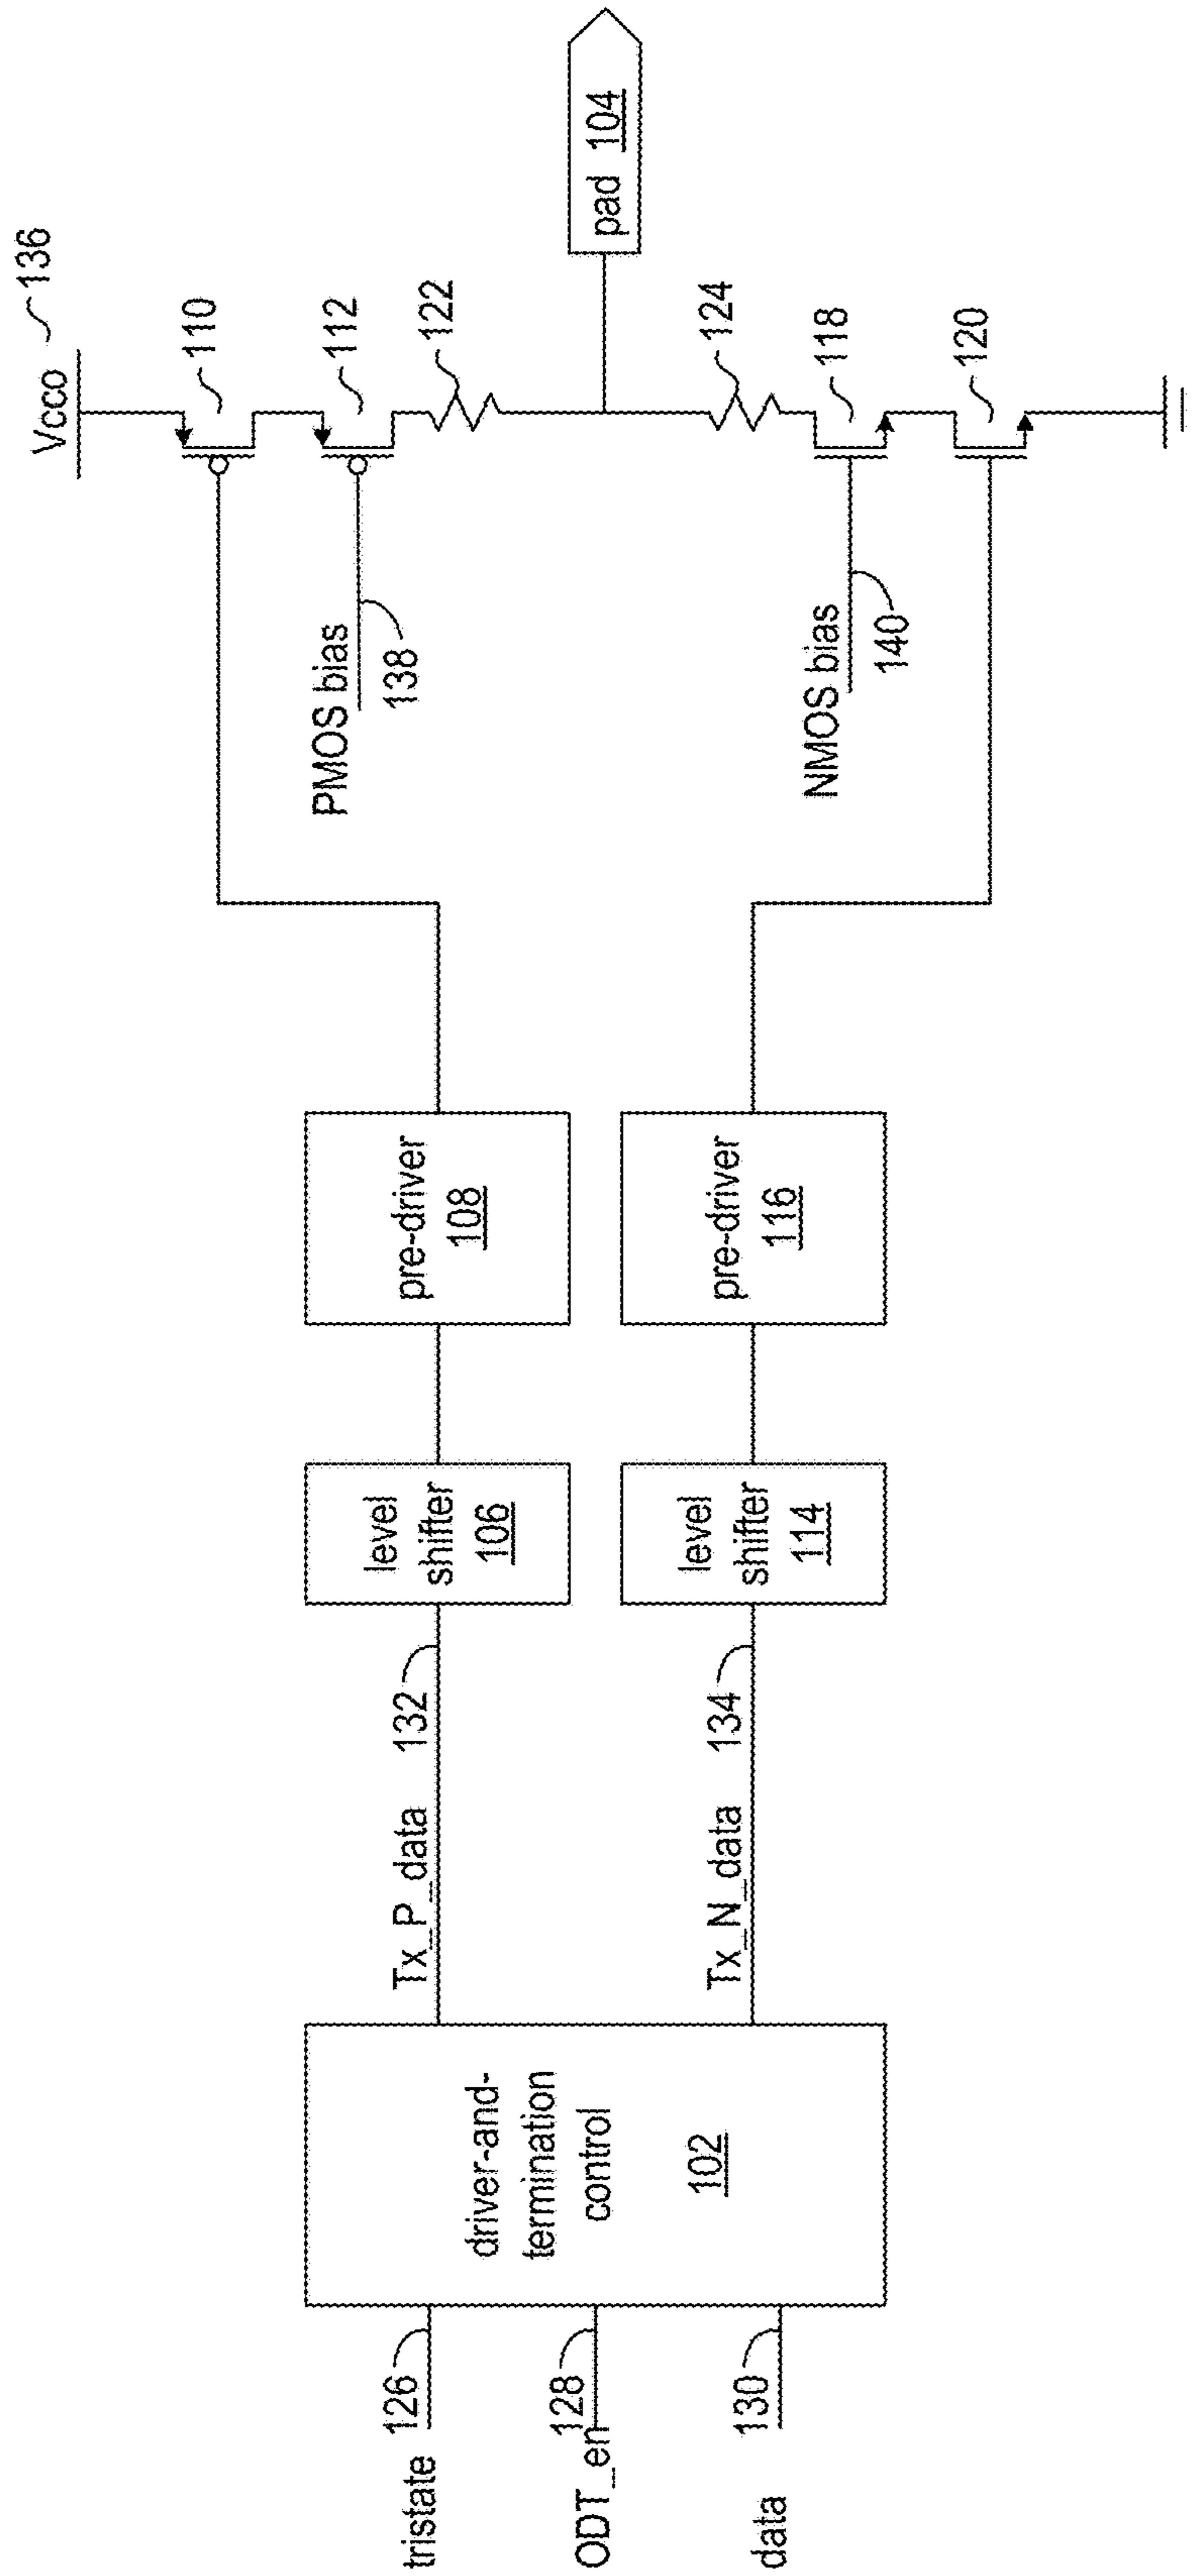 tristate 126
ODT_en 128
data 130
driver-and-
termination
control
102
Tx_P_data 132
Tx_N_data 134
level
shifter
106
level
shifter
114
pre-driver
108
pre-driver
116
PMOS bias
138
NMOS bias
140
Vcco 136
110
112
122
124
118
120
pad 104